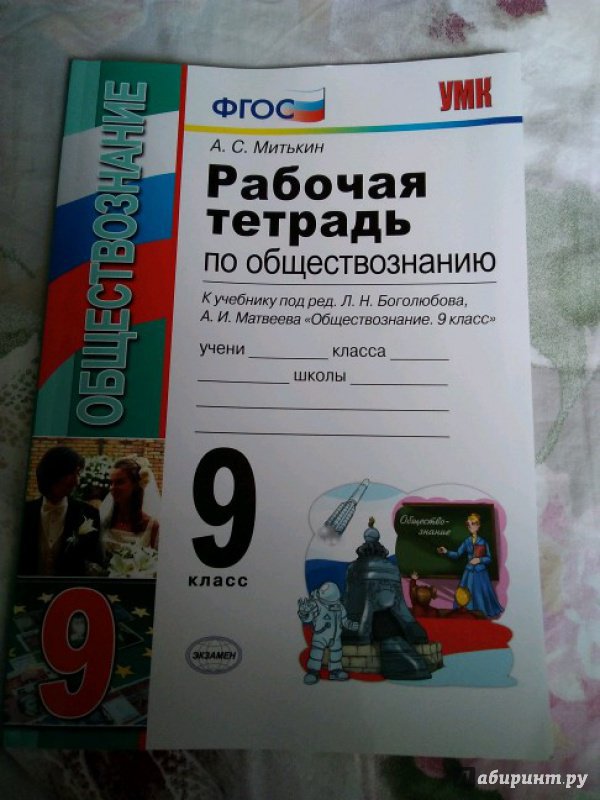 ФГОС
УМК
А. С. Митькин
Рабочая
тетрадь
по обществознанию
К учебнику под ред. Л. Н. Боголюбова,
А. И. Матвеева «Обществознание. 9 класс»
учени класса
школы
ОБЩЕСТВОЗНАНИЕ
9
класс
Общество-
знание
9
ЭКЗАМЕН
абиринт.ру